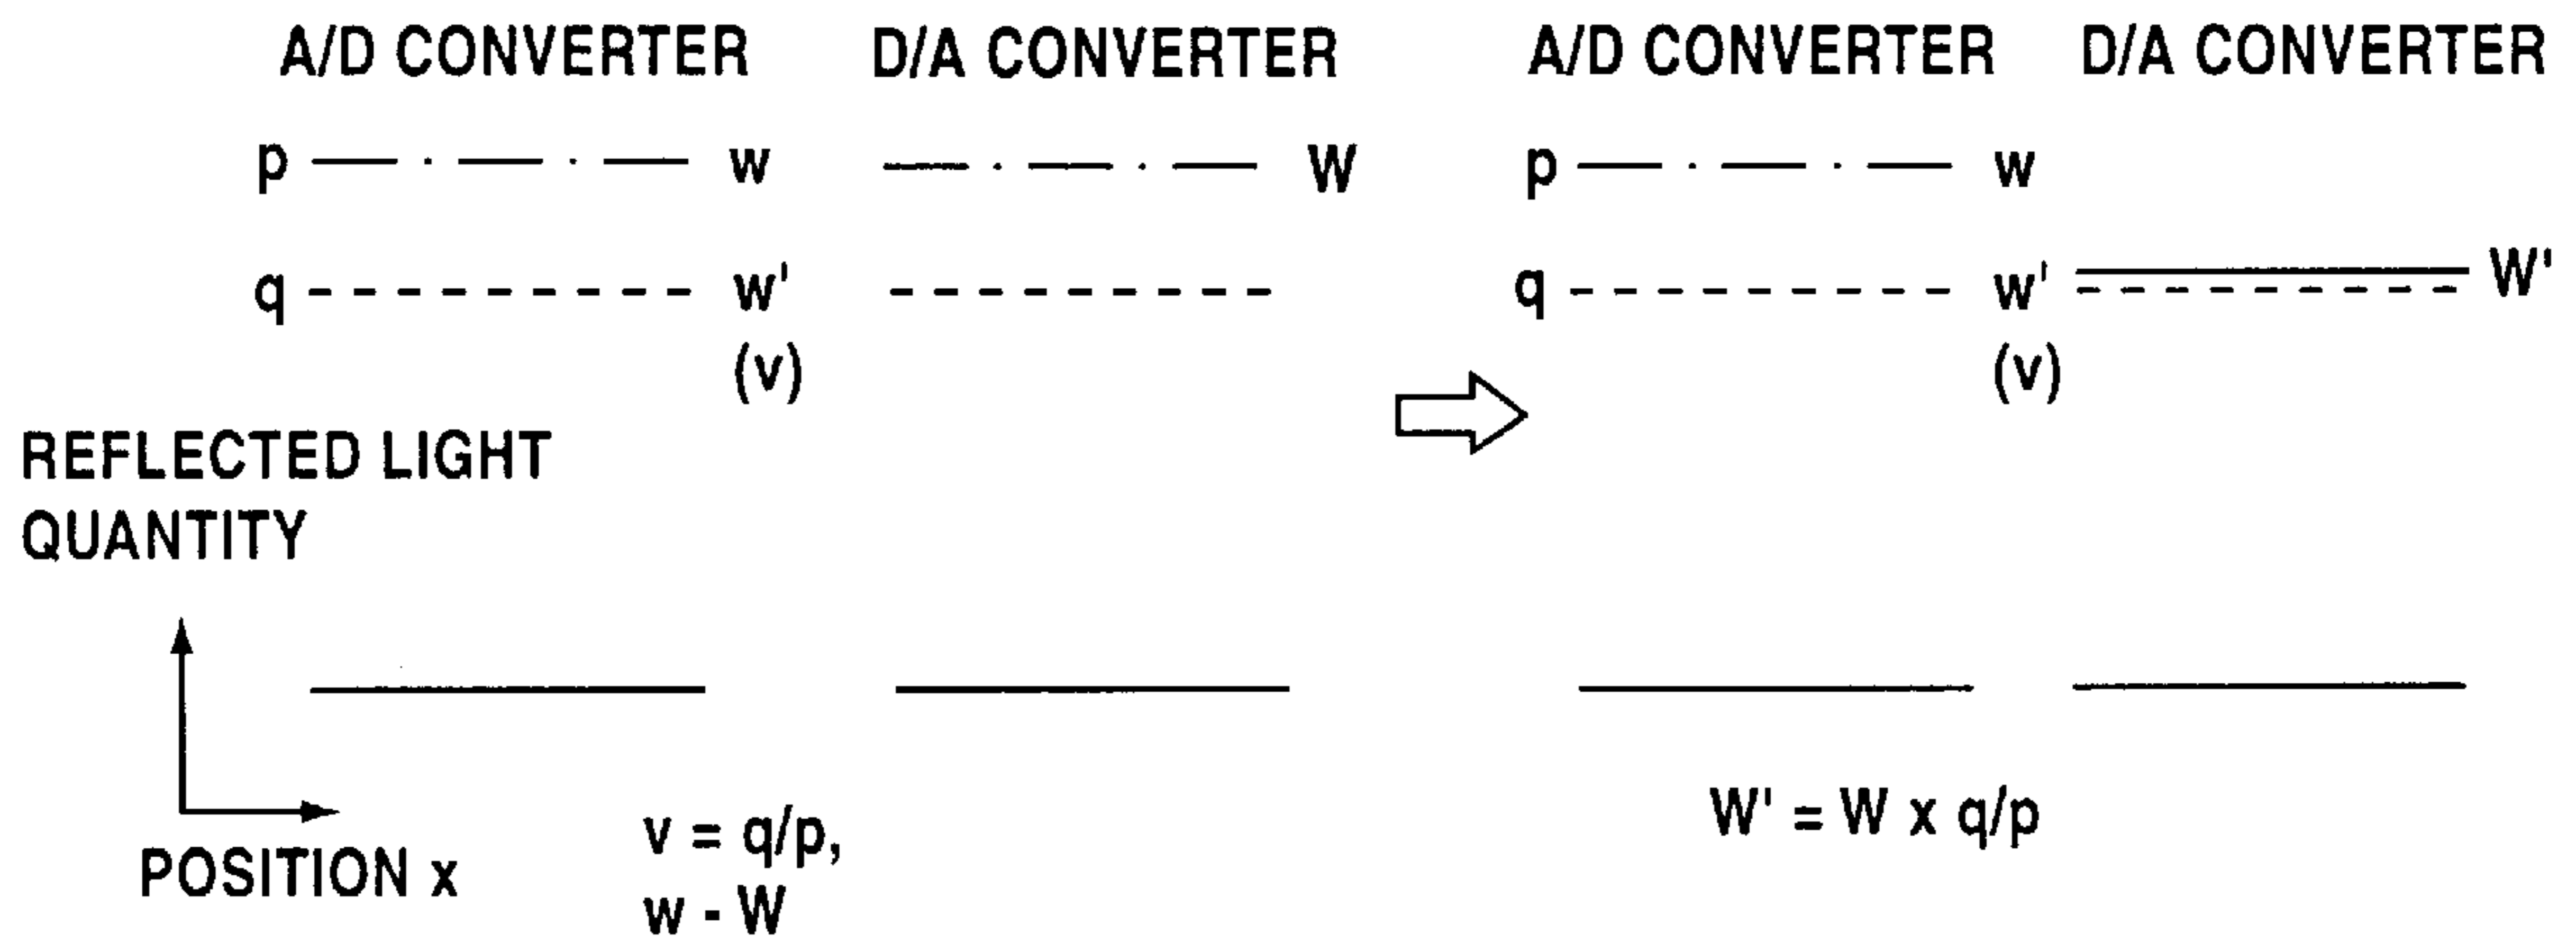 A/D CONVERTER D/A CONVERTER A/D CONVERTER D/A CONVERTER
p w W p w
q w' q w' W'
(v) (v)
REFLECTED LIGHT
QUANTITY
POSITION x
v = q/p,
w - W
W' = W x q/p